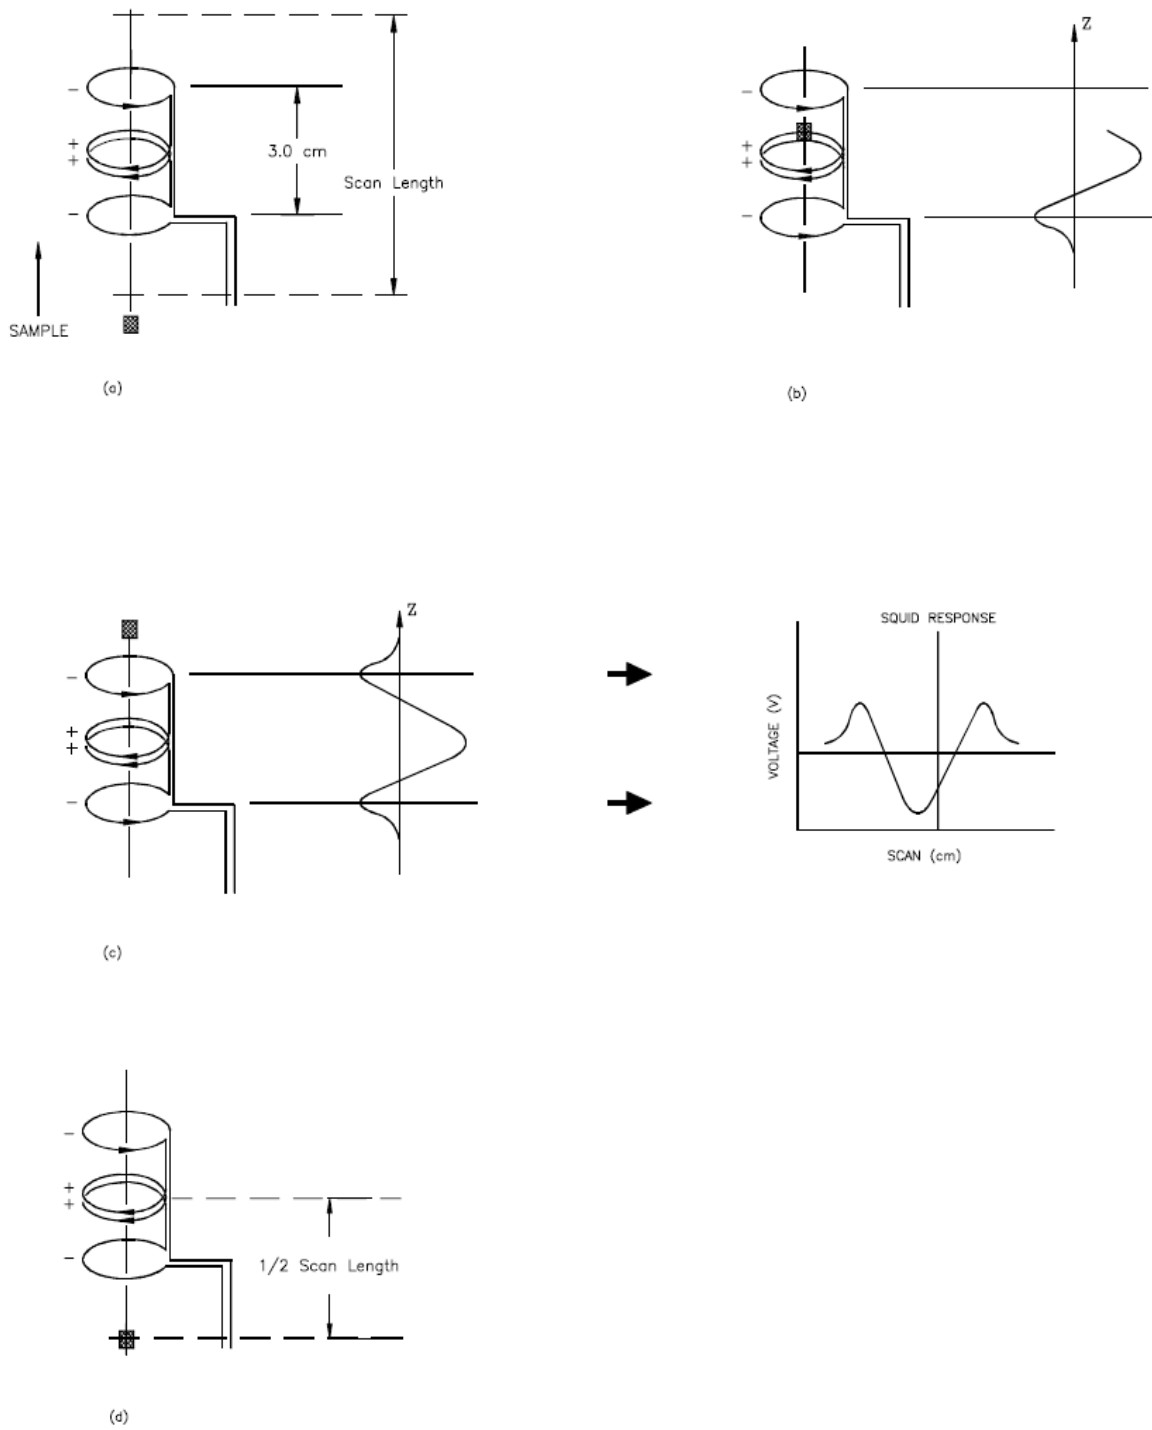 −
+
+
−
3.0 cm
Scan Length
SAMPLE
(a)
Z
−
+
+
−
(b)
Z
−
+
+
−
(c)
SQUID RESPONSE
VOLTAGE (V)
SCAN (cm)
−
+
+
−
1/2 Scan Length
(d)